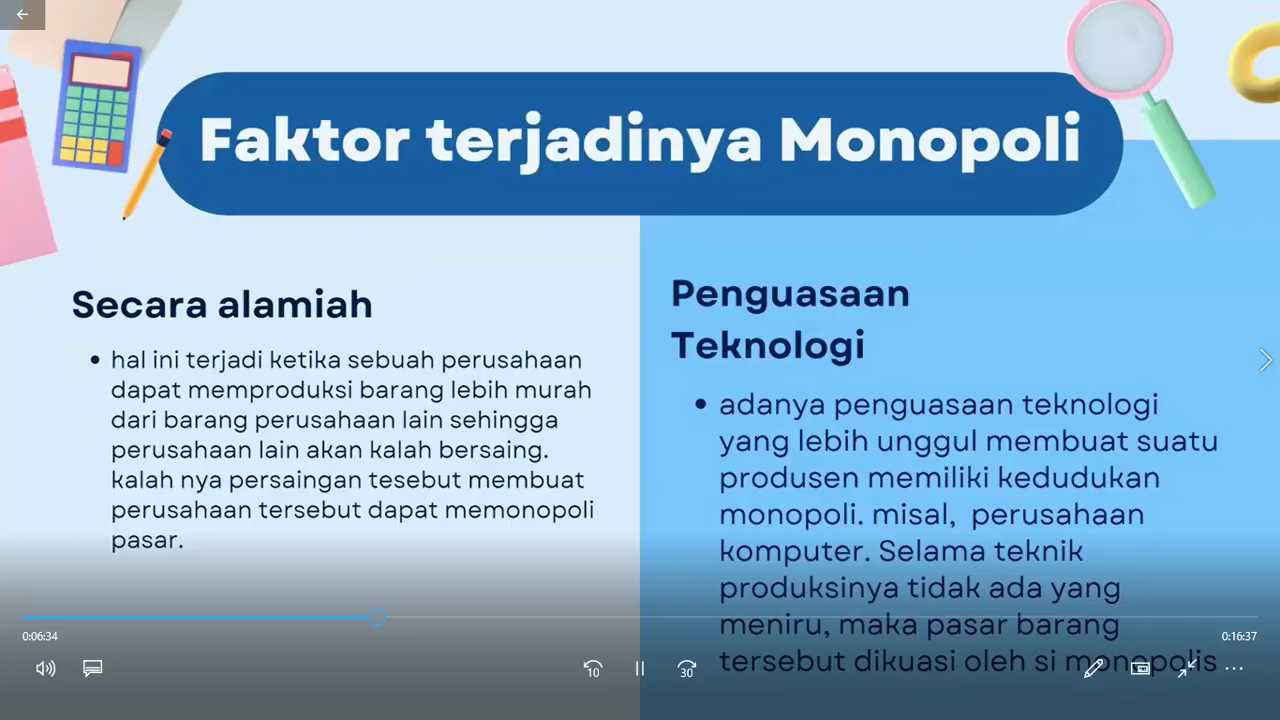 Faktor terjadinya Monopoli
Secara alamiah
• hal ini terjadi ketika sebuah perusahaan
dapat memproduksi barang lebih murah
dari barang perusahaan lain sehingga
perusahaan lain akan kalah bersaing.
kalah nya persaingan tesebut membuat
perusahaan tersebut dapat memonopoli
pasar.
Penguasaan
Teknologi
• adanya penguasaan teknologi
yang lebih unggul membuat suatu
produsen memiliki kedudukan
monopoli. misal, perusahaan
komputer. Selama teknik
produksinya tidak ada yang
meniru, maka pasar barang
tersebut dikuasi oleh si monopolis
0:06:34
0:16:37
10
30